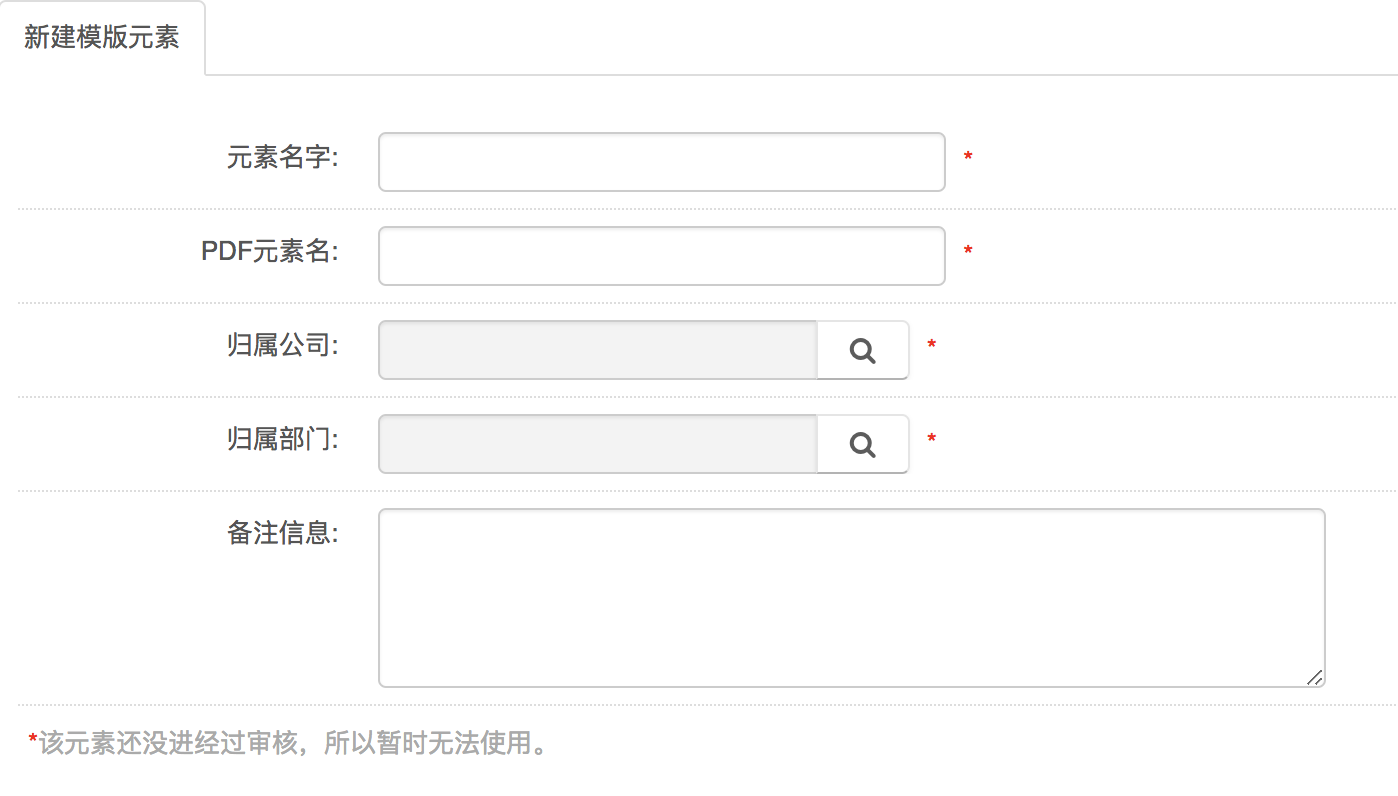 新建模版元素
元素名字: *
PDF元素名: *
归属公司: *
归属部门: *
备注信息:
*该元素还没进经过审核，所以暂时无法使用。